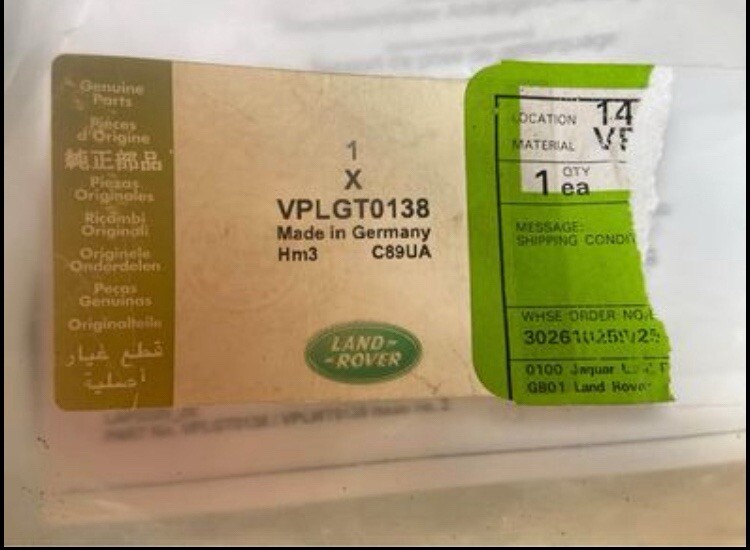 Genuine
Parts
Pièces
d'Origine
純正部品
Piezas
Originales
Ricambi
Originali
Originele
Onderdelen
Peças
Genuinas
Originalteile
قطع غيار
أصلية
1
X
VPLGT0138
Made in Germany
Hm3 C89UA
LAND-
-ROVER
LOCATION 14
MATERIAL
1 QTY
ea
MESSAGE:
SHIPPING
WHSE ORDER
0100 Jaguar
GB01 Land